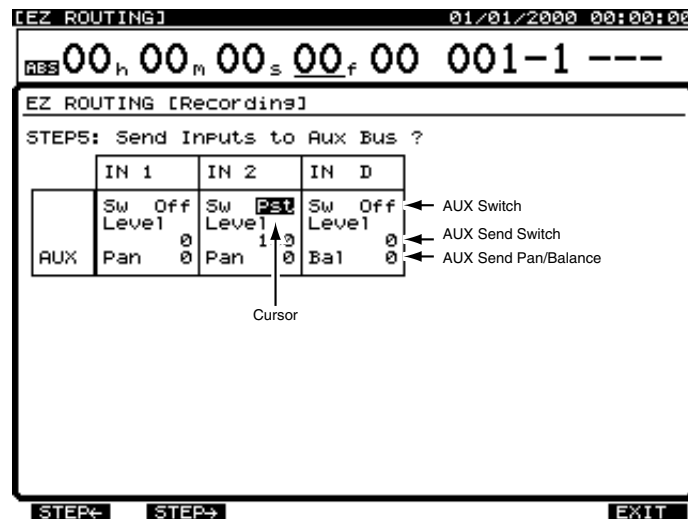 [EZ ROUTING] 01/01/2000 00:00:00
ABS 00h 00m 00s 00f 00 001-1 ---
EZ ROUTING [Recording]
STEP5: Send Inputs to Aux Bus ?
IN 1 IN 2 IN D
Sw Off Sw Pst Sw Off AUX Switch
Level Level Level
0 0 AUX Send Switch
AUX Pan 0 Pan 0 Bal 0 AUX Send Pan/Balance
Cursor
STEP← STEP→ EXIT